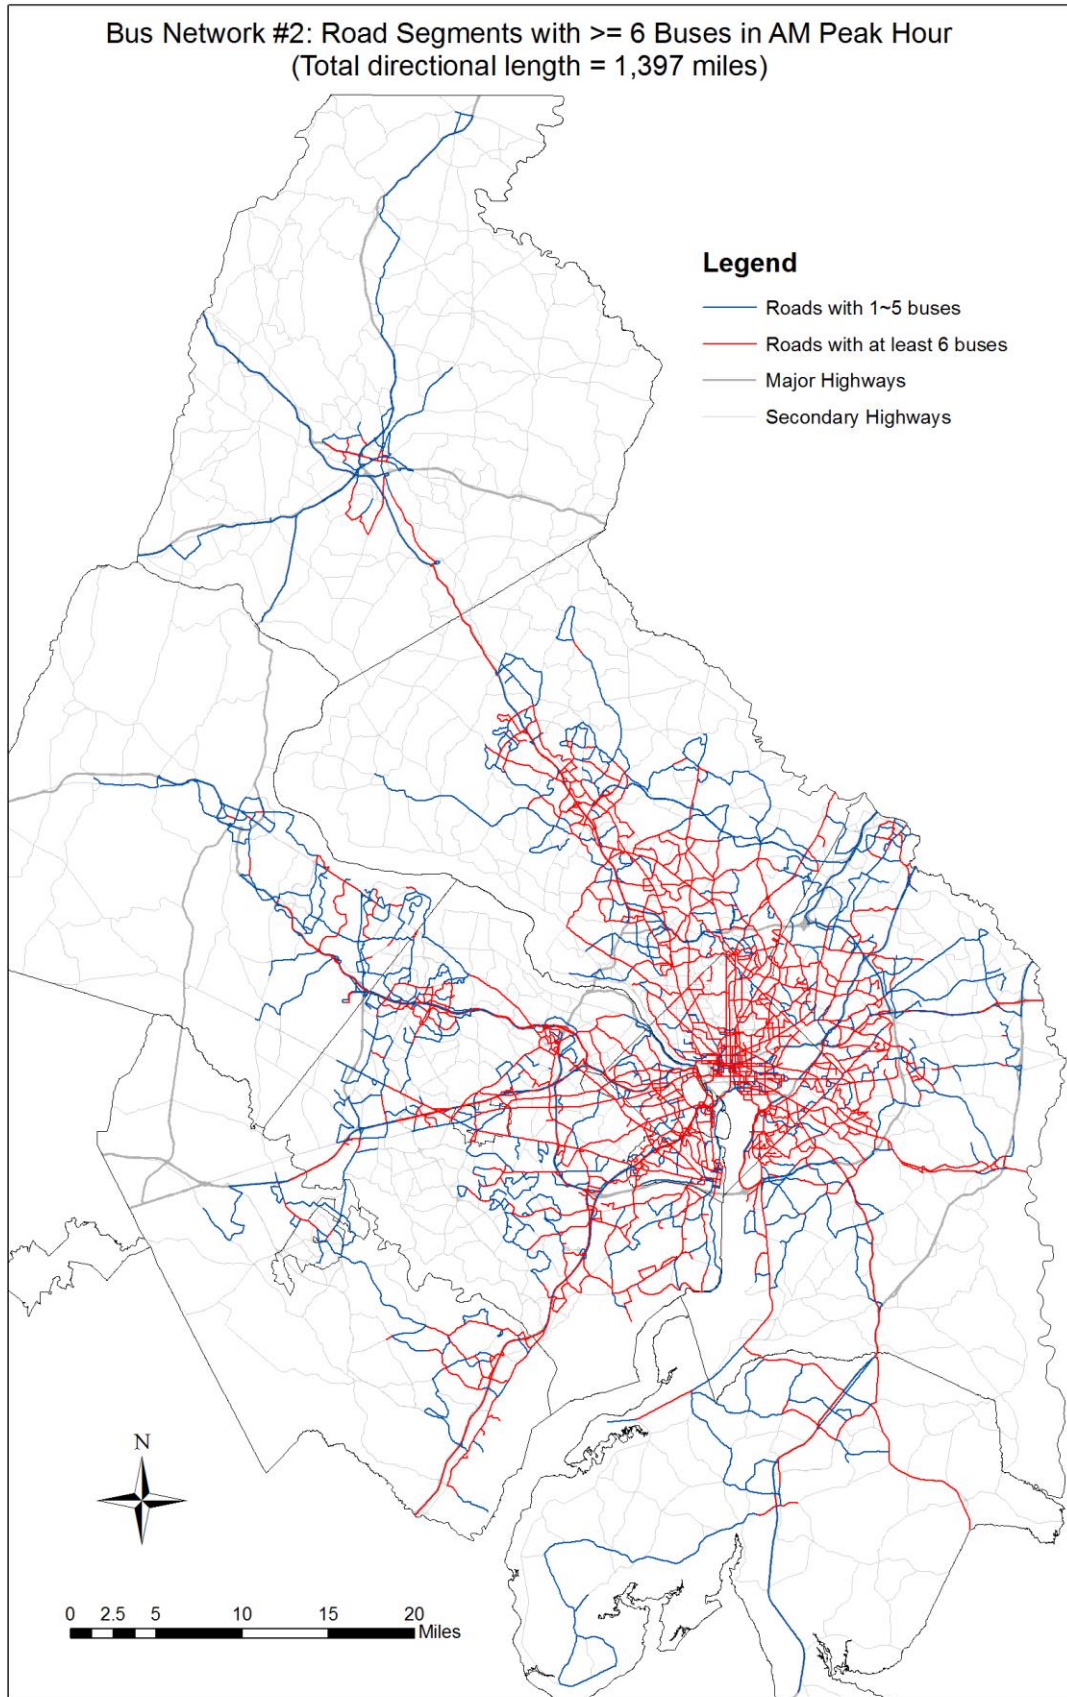 Bus Network #2: Road Segments with >= 6 Buses in AM Peak Hour
(Total directional length = 1,397 miles)
Legend
Roads with 1~5 buses
Roads with at least 6 buses
Major Highways
Secondary Highways
N
0 2.5 5 10 15 20
Miles